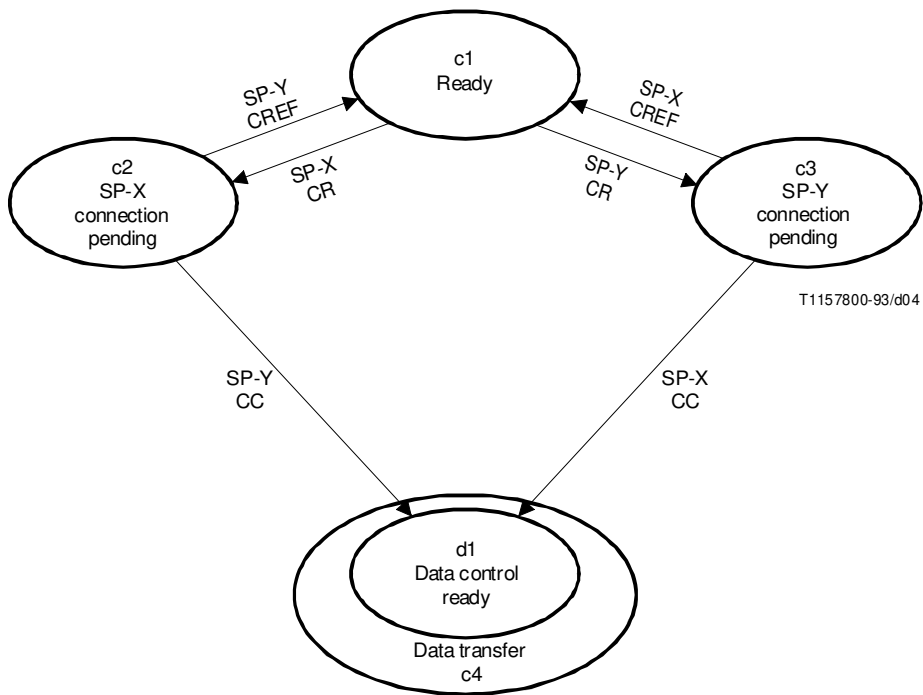 c1
Ready
SP-Y
CREF
SP-X
CREF
SP-X
CR
SP-Y
CR
c2
SP-X
connection
pending
c3
SP-Y
connection
pending
T1157800-93/d04
SP-Y
CC
SP-X
CC
d1
Data control
ready
Data transfer
c4